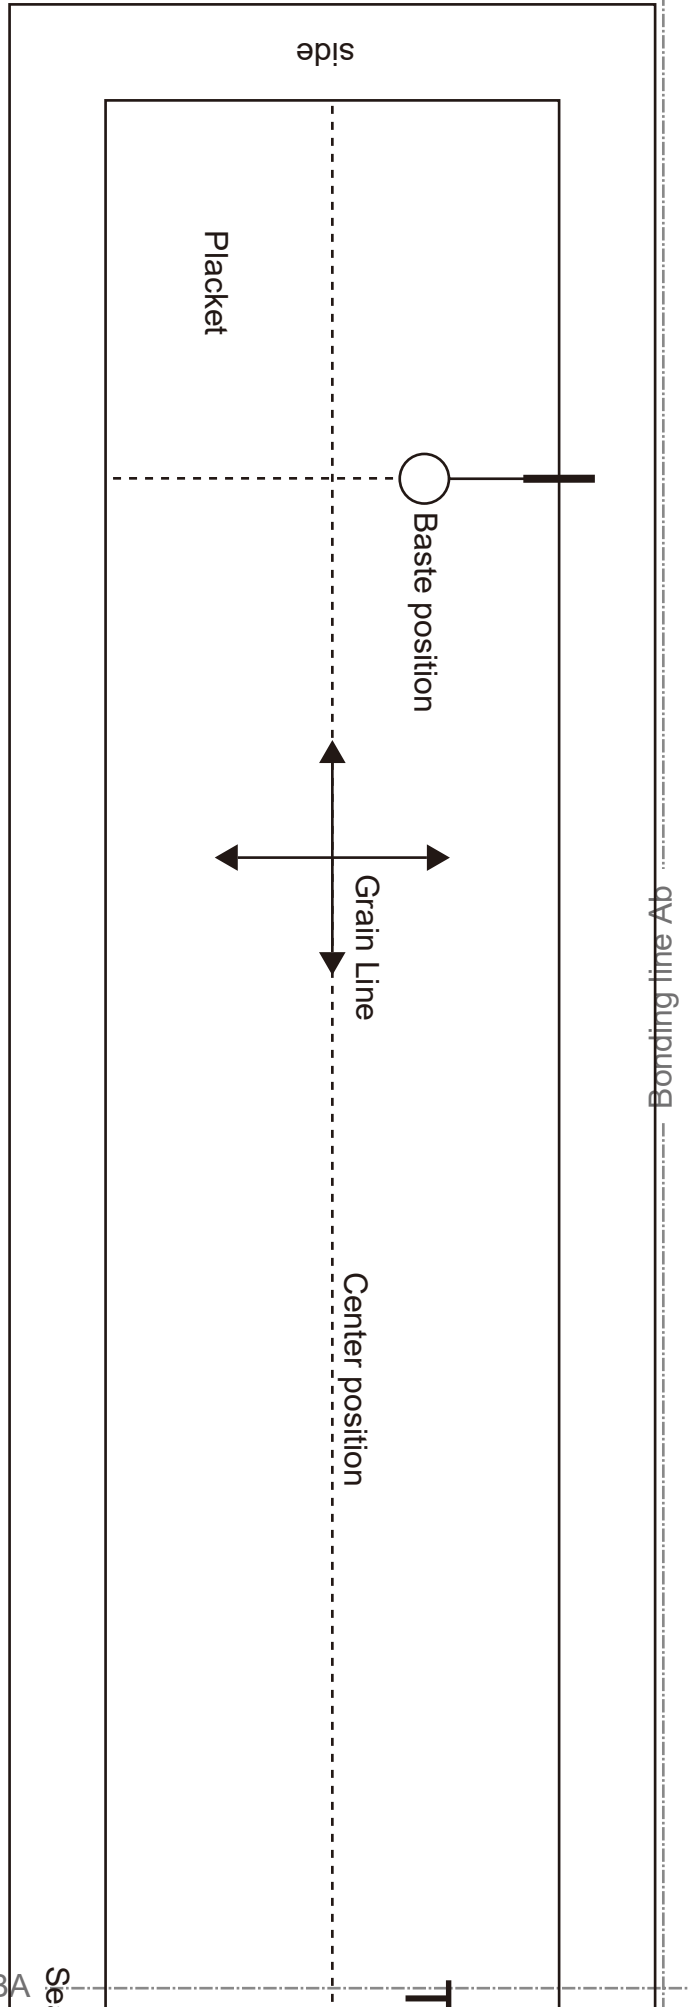 side
Placket
Baste position
Grain Line
Bonding line Ab
Center position